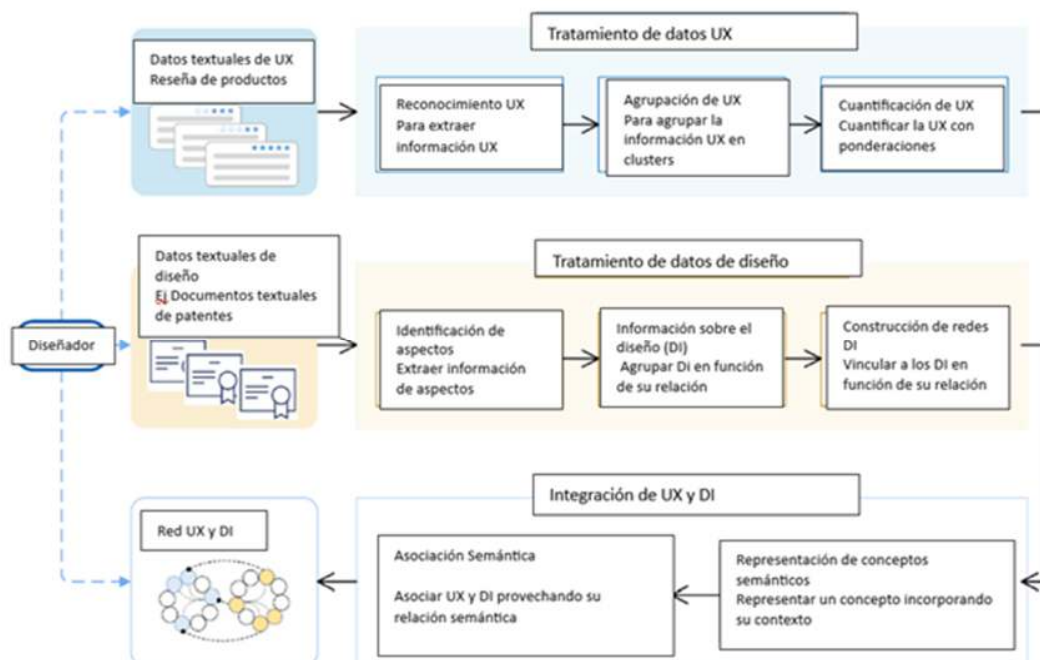 Datos textuales de UX
Reseña de productos
Tratamiento de datos UX
Reconocimiento UX
Para extraer
información UX
Agrupación de UX
Para agrupar la
información UX en
clusters
Cuantificación de UX
Cuantificar la UX con
ponderaciones
Diseñador
Datos textuales de
diseño
Ej Documentos textuales
de patentes
Tratamiento de datos de diseño
Identificación de
aspectos
Extraer información
de aspectos
Información sobre el
diseño (DI)
Agrupar Di en función
de su relación
Construcción de redes
DI
Vincular a los DI en
función de su relación
Red UX y DI
Integración de UX y DI
Asociación Semántica
Asociar UX y DI provechando su
relación semántica
Representación de conceptos
semánticos
Representar un concepto incorporando
su contexto